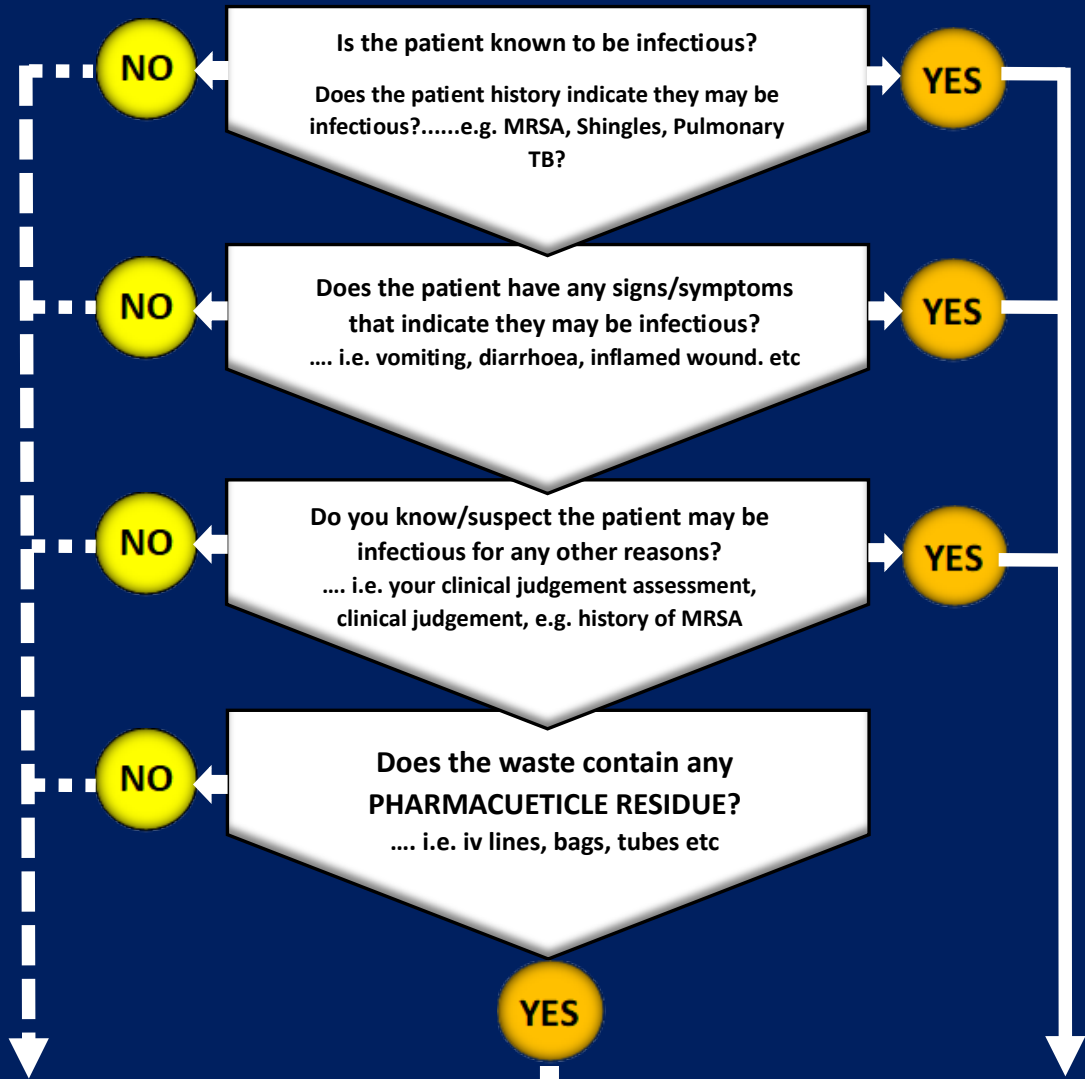 NO
Is the patient known to be infectious?
YES
Does the patient history indicate they may be
infectious?......e.g. MRSA, Shingles, Pulmonary
TB?
NO
Does the patient have any signs/symptoms
that indicate they may be infectious?
YES
.... i.e. vomiting, diarrhoea, inflamed wound. etc
NO
Do you know/suspect the patient may be
infectious for any other reasons?
YES
.... i.e. your clinical judgement assessment,
clinical judgement, e.g. history of MRSA
NO
Does the waste contain any
PHARMACUETICLE RESIDUE?
.... i.e. iv lines, bags, tubes etc
YES